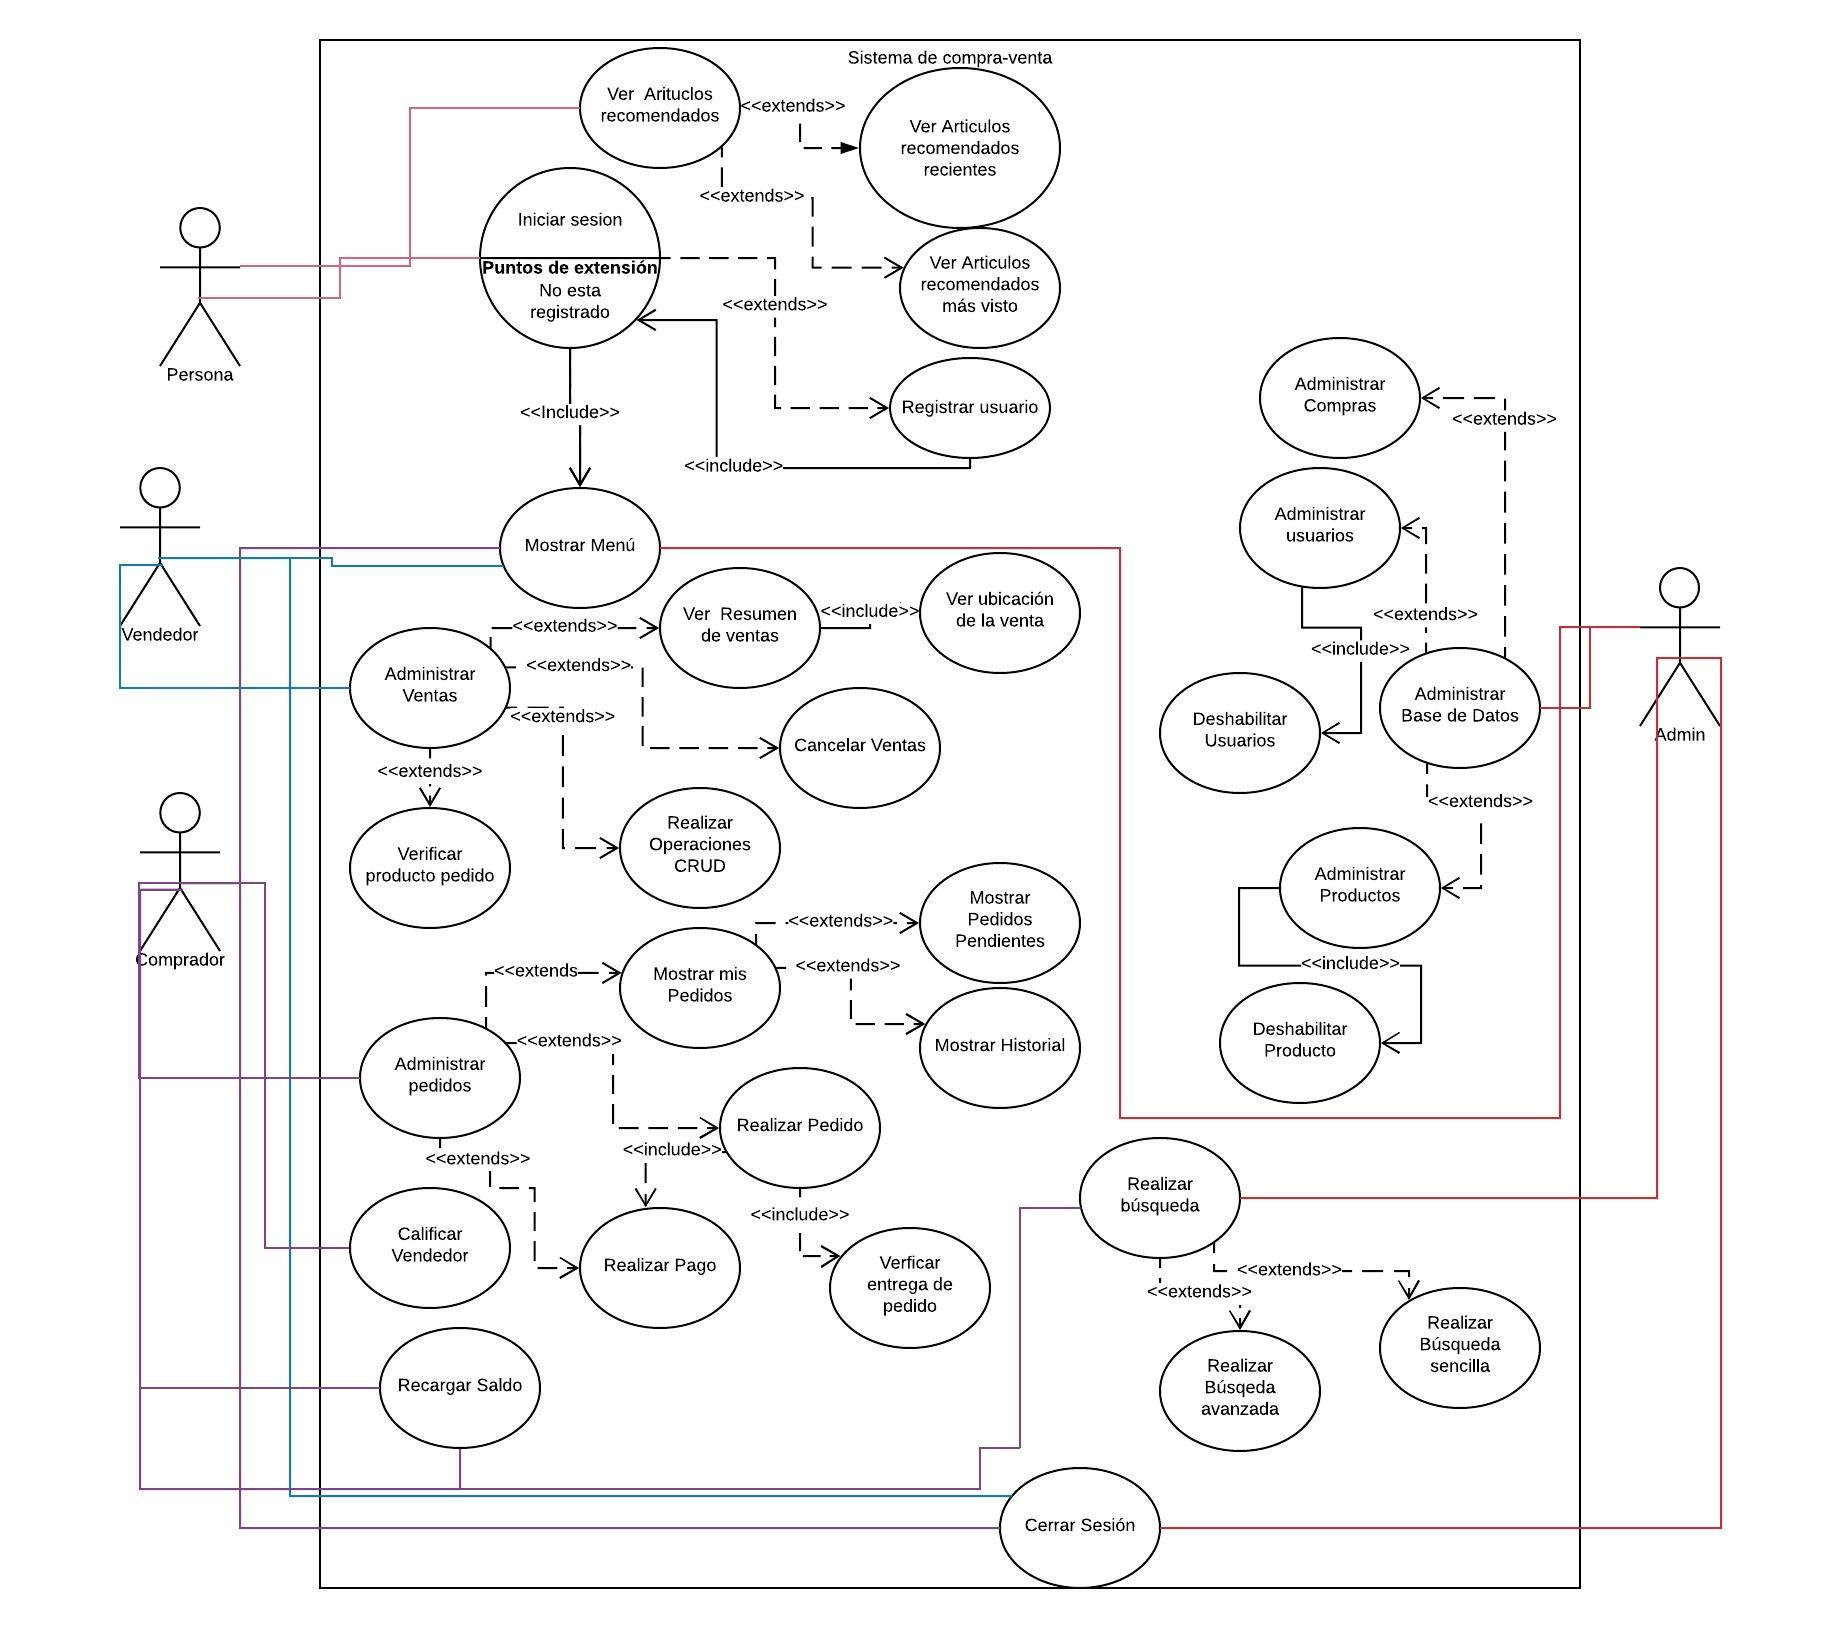 Sistema de compra-venta
Ver Arituclos
recomendados
<<extends>>
Ver Articulos
recomendados
recientes
<<extends>>
Iniciar sesion
Puntos de extensión
No esta
registrado
Ver Articulos
recomendados
más visto
<<extends>>
Persona
Registrar usuario
<<Include>>
<<include>>
Administrar
Compras
<<extends>>
Administrar
usuarios
Mostrar Menú
Vendedor
Ver Resumen
de ventas
<<include>>
Ver ubicación
de la venta
<<extends>>
<<extends>>
<<extends>>
Administrar
Ventas
<<extends>>
<<include>>
Administrar
Base de Datos
Deshabilitar
Usuarios
Admin
Cancelar Ventas
<<extends>>
<<extends>>
Realizar
Operaciones
CRUD
Verificar
producto pedido
Administrar
Productos
Comprador
Mostrar
Pedidos
Pendientes
<<extends>>
<<extends>>
<<extends
Mostrar mis
Pedidos
<<include>>
Deshabilitar
Producto
Mostrar Historial
<<extends>>
Administrar
pedidos
Realizar Pedido
<<include>>
<<extends>>
Realizar
búsqueda
<<include>>
Calificar
Vendedor
Realizar Pago
Verficar
entrega de
pedido
<<extends>>
<<extends>>
Realizar
Búsqueda
sencilla
Realizar
Búsqeda
avanzada
Recargar Saldo
Cerrar Sesión